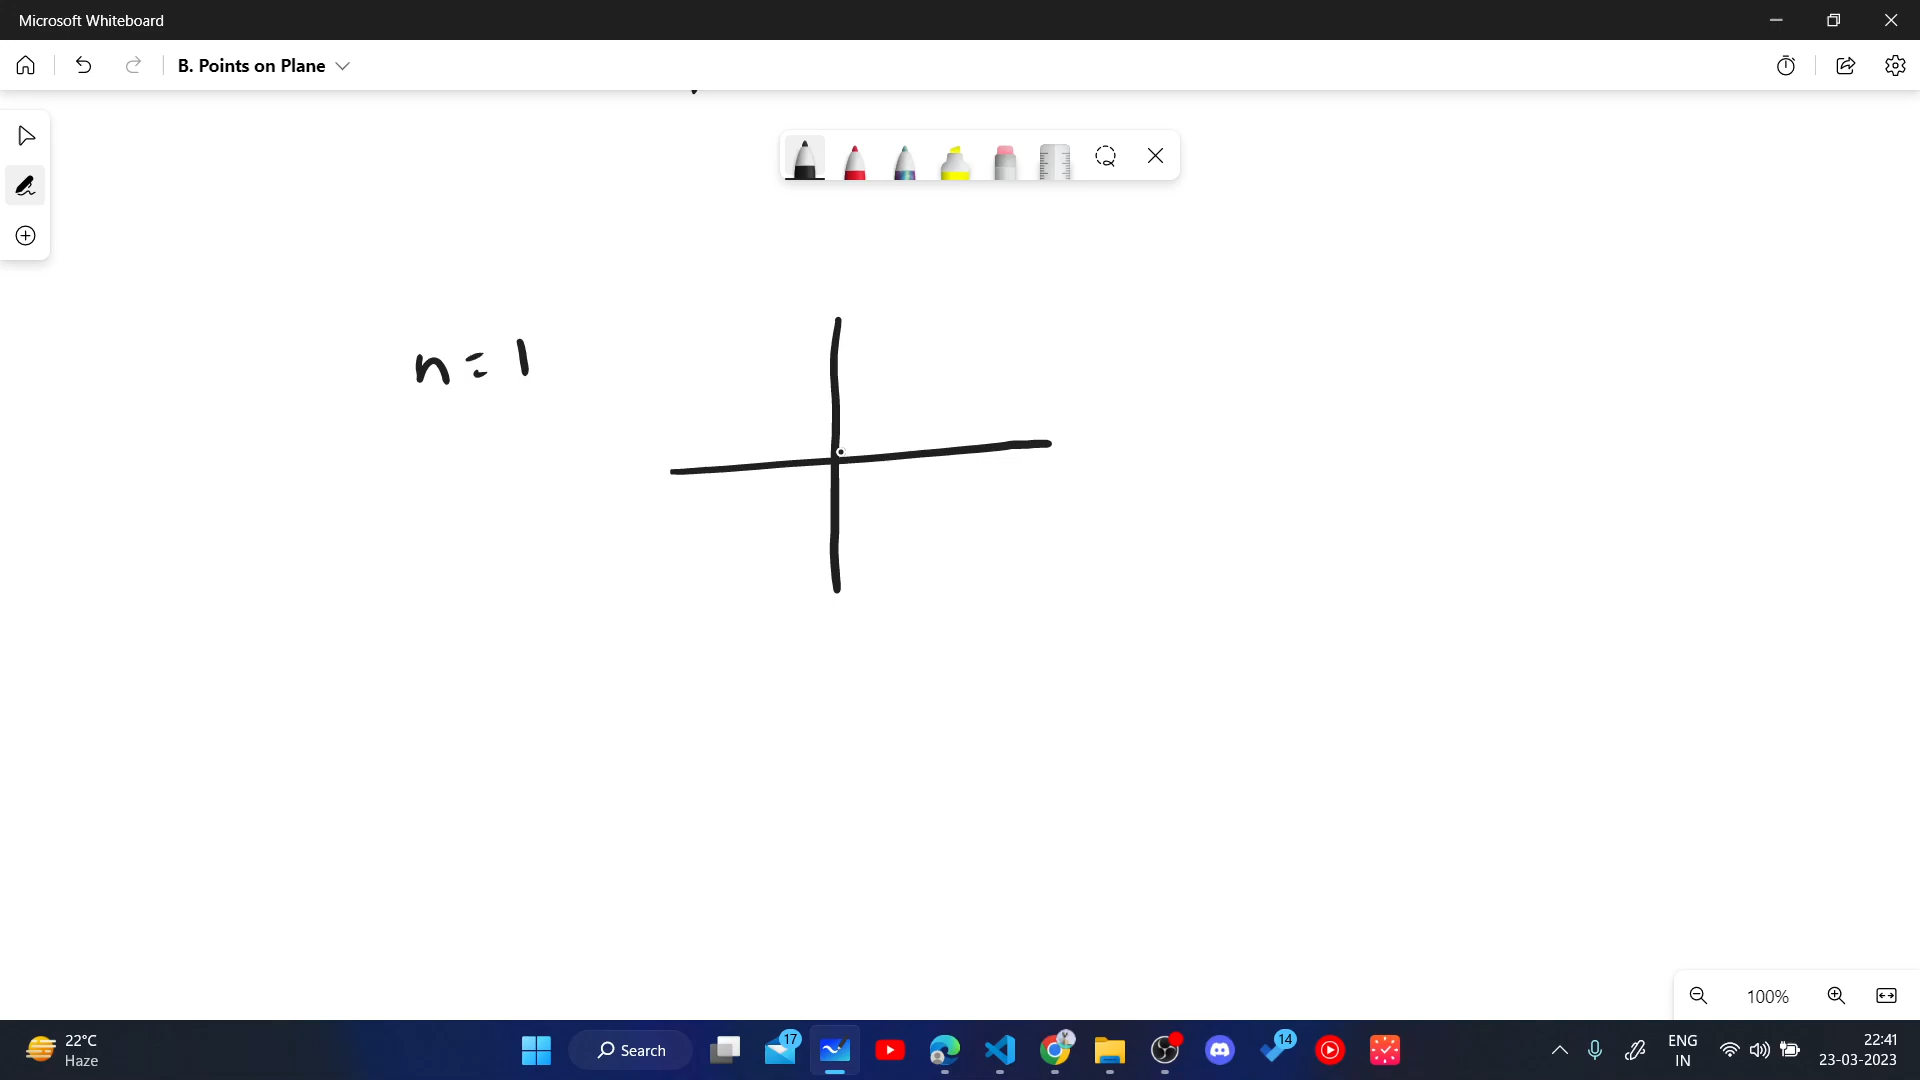 Microsoft Whiteboard
B. Points on Plane
n = 1
100%
22°C
Haze
Search
17
14
ENG
IN
22:41
23-03-2023